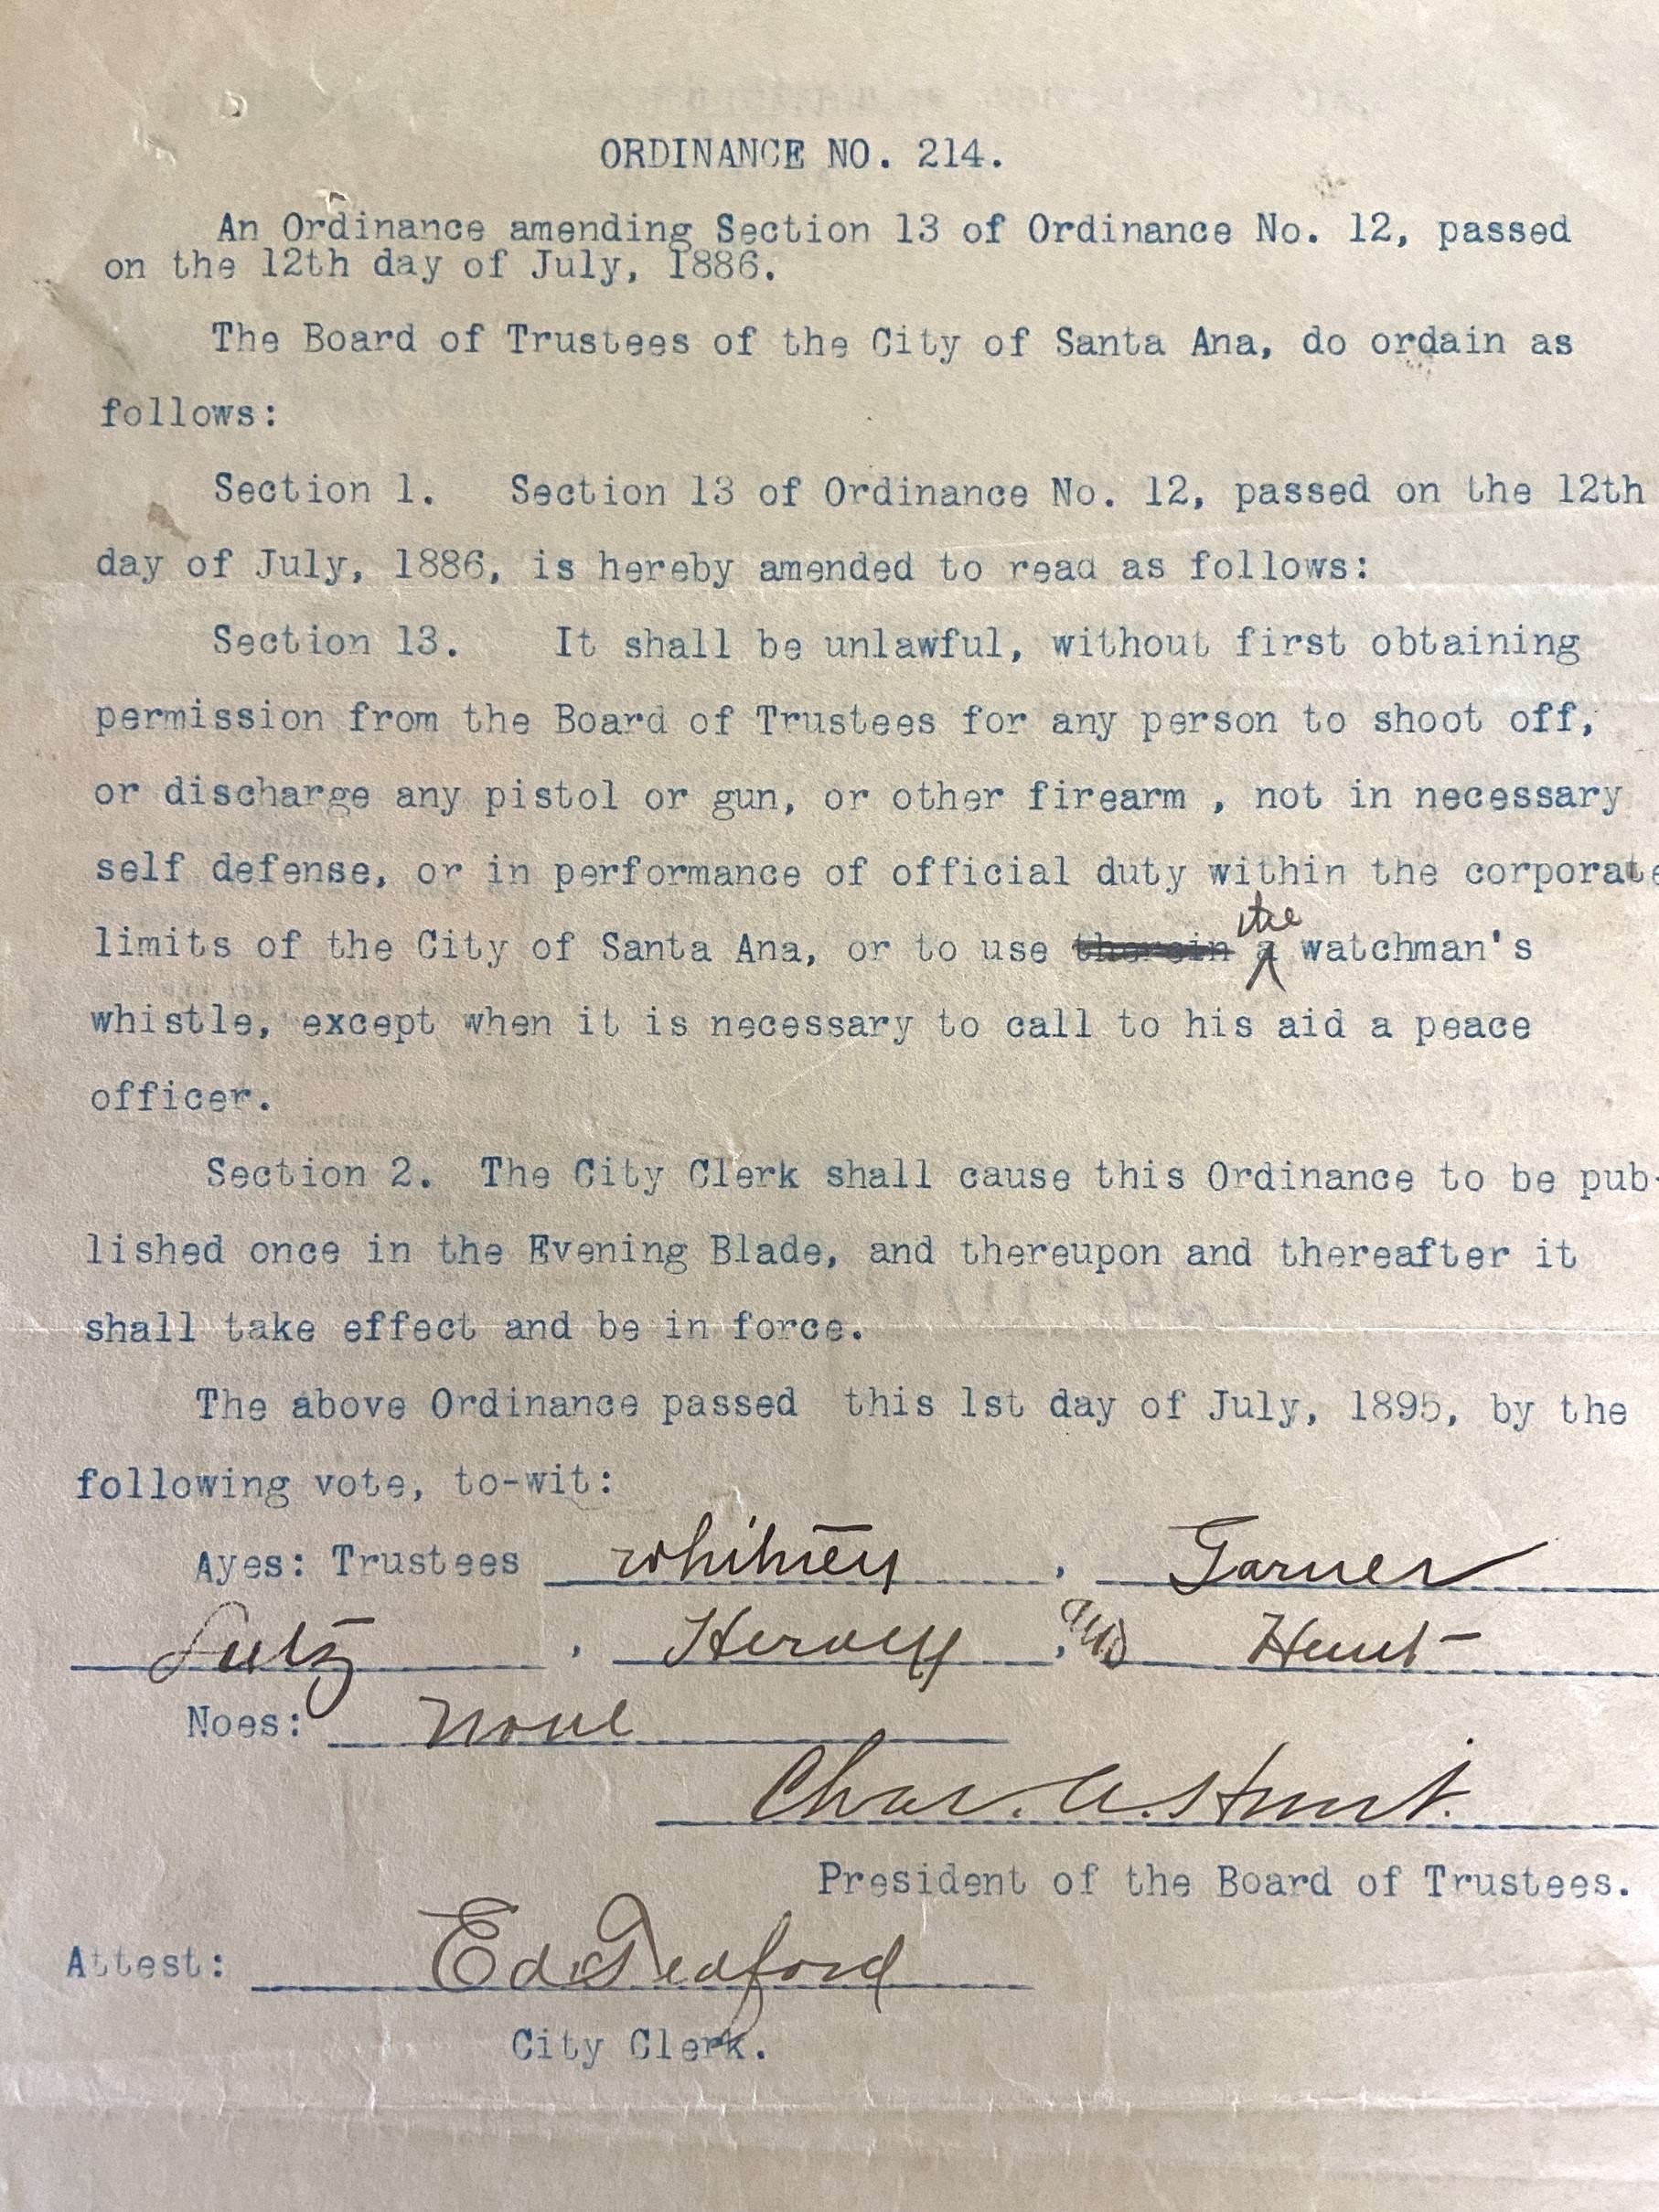 ORDINANCE NO. 214.
An Ordinance amending Section 13 of Ordinance No. 12, passed
on the 12th day of July, 1886.
The Board of Trustees of the City of Santa Ana, do ordain as
follows:
Section 1. Section 13 of Ordinance No. 12, passed on the 12th
day of July, 1886, is hereby amended to read as follows:
Section 13. It shall be unlawful, without first obtaining
permission from the Board of Trustees for any person to shoot off,
or discharge any pistol or gun, or other firearm , not in necessary
self defense, or in performance of official duty within the corporate
limits of the City of Santa Ana, or to use therein the watchman's
whistle, except when it is necessary to call to his aid a peace
officer.
Section 2. The City Clerk shall cause this Ordinance to be pub-
lished once in the Evening Blade, and thereupon and thereafter it
shall take effect and be in force.
The above Ordinance passed this 1st day of July, 1895, by the
following vote, to-wit:
Ayes: Trustees Whitney, Garner
Lutz, Hervey, and Hunt
Noes: None
Chas. A. Hunt.
President of the Board of Trustees.
Attest: Ed Tedford
City Clerk.